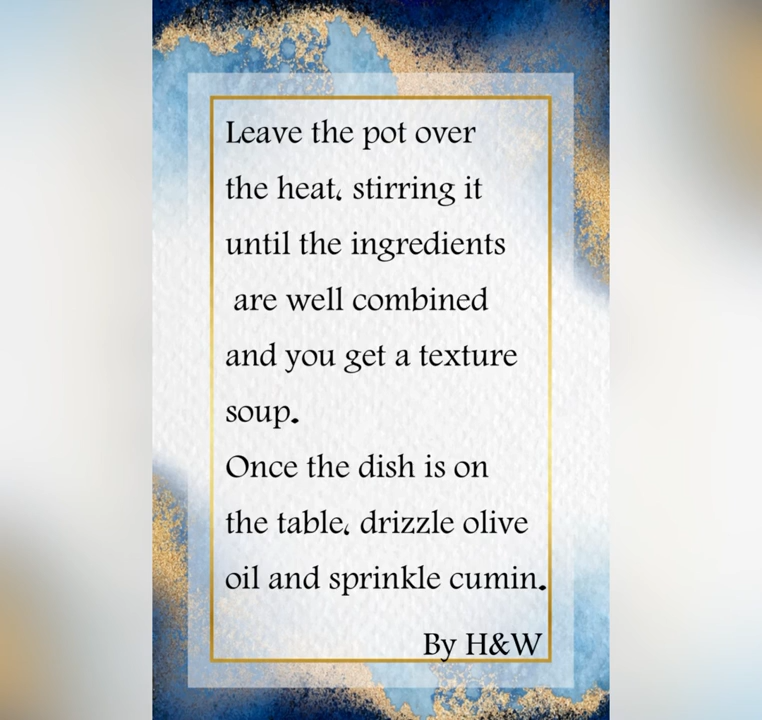 Leave the pot over
the heat, stirring it
until the ingredients
are well combined
and you get a texture
soup.
Once the dish is on
the table, drizzle olive
oil and sprinkle cumin.
By H&W